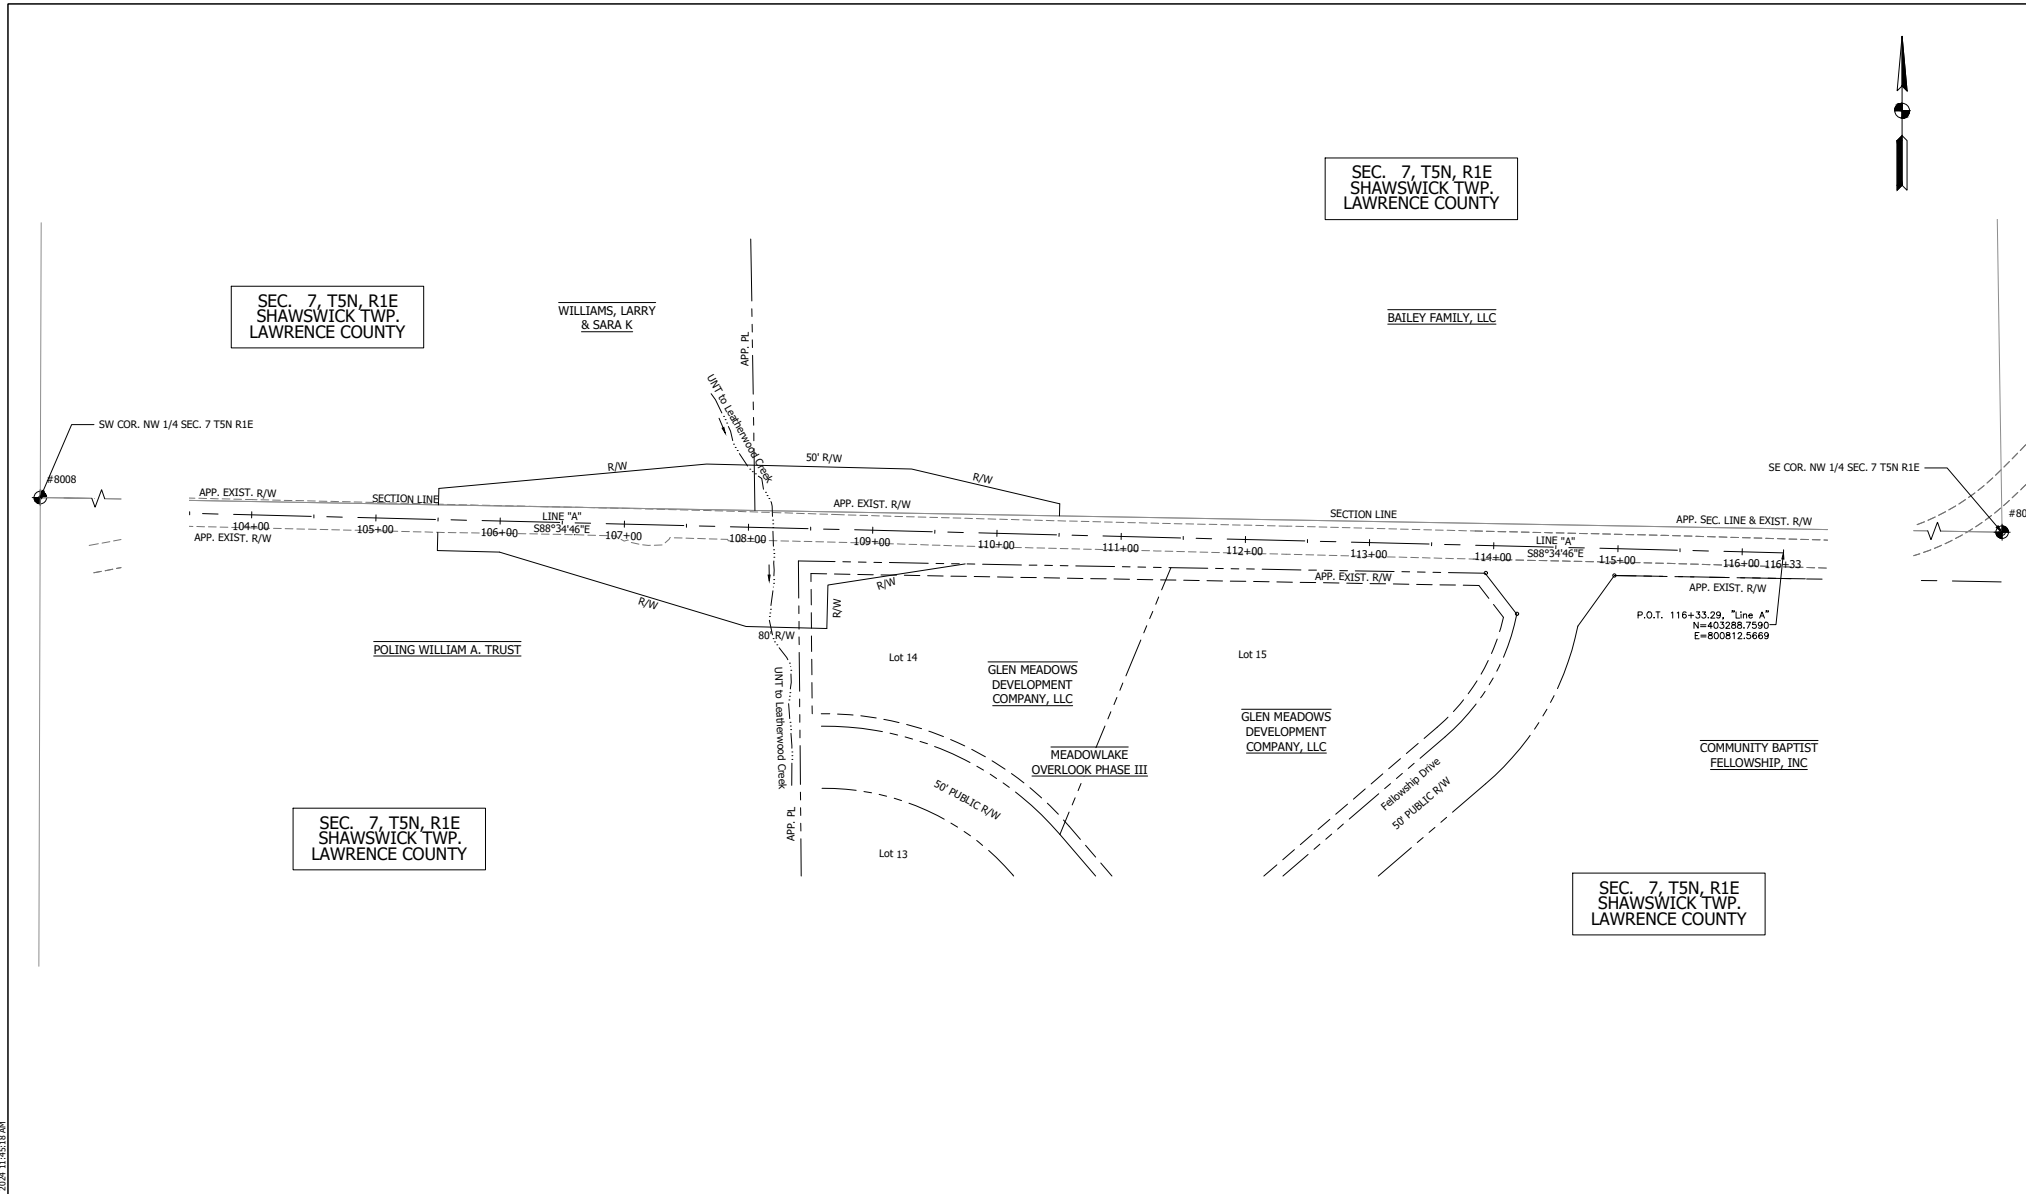 SEC. 7, T5N, R1E
SHAWSWICK TWP.
LAWRENCE COUNTY
SEC. 7, T5N, R1E
SHAWSWICK TWP.
LAWRENCE COUNTY
WILLIAMS, LARRY
& SARA K
BAILEY FAMILY, LLC
APP. PL
UNT to Leatherwood Creek
SW COR. NW 1/4 SEC. 7 T5N R1E
#8008
R/W
50' R/W
R/W
SE COR. NW 1/4 SEC. 7 T5N R1E
#80
APP. EXIST. R/W
SECTION LINE
APP. EXIST. R/W
SECTION LINE
APP. SEC. LINE & EXIST. R/W
104+00
105+00
106+00
LINE "A"
S88°34'46"E
107+00
108+00
109+00
110+00
111+00
112+00
113+00
114+00
LINE "A"
S88°34'46"E
115+00
116+00
116+33
APP. EXIST. R/W
APP. EXIST. R/W
APP. EXIST. R/W
R/W
R/W
R/W
80' R/W
P.O.T. 116+33.29, "Line A"
N=403288.7590
E=800812.5669
POLING WILLIAM A. TRUST
Lot 14
Lot 15
GLEN MEADOWS
DEVELOPMENT
COMPANY, LLC
GLEN MEADOWS
DEVELOPMENT
COMPANY, LLC
UNT to Leatherwood Creek
MEADOWLAKE
OVERLOOK PHASE III
COMMUNITY BAPTIST
FELLOWSHIP, INC
50' PUBLIC R/W
Fellowship Drive
50' PUBLIC R/W
APP. PL
Lot 13
SEC. 7, T5N, R1E
SHAWSWICK TWP.
LAWRENCE COUNTY
SEC. 7, T5N, R1E
SHAWSWICK TWP.
LAWRENCE COUNTY
2024 11:45:18 AM